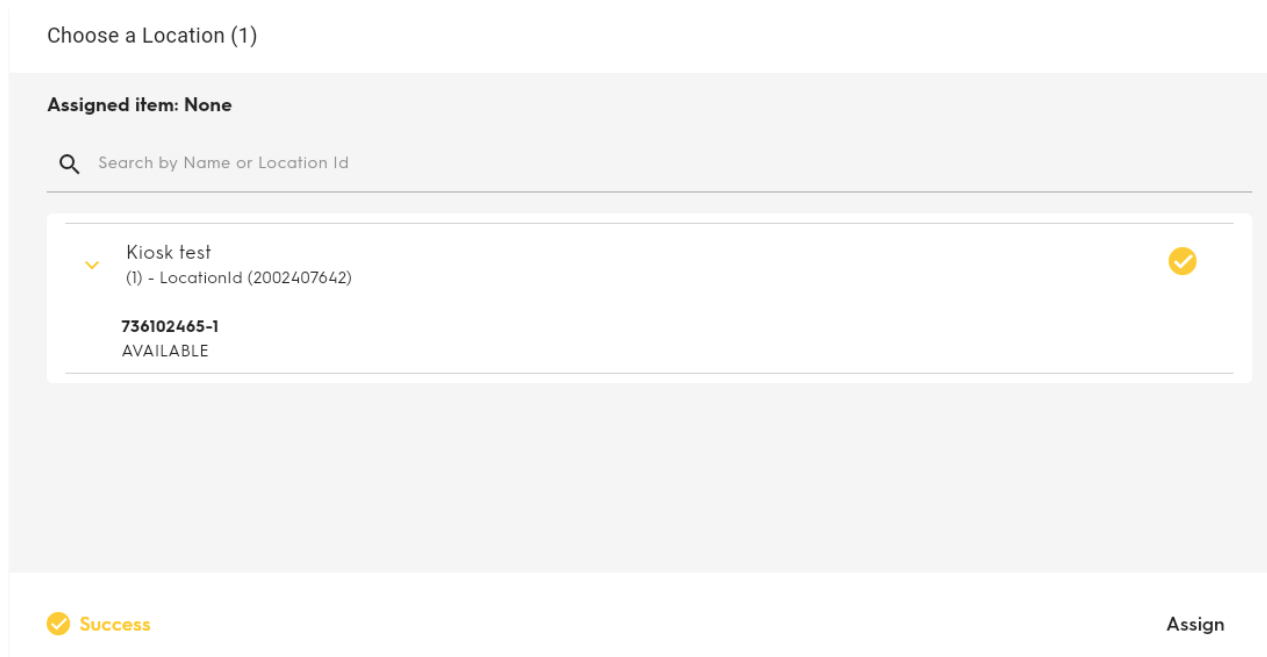 Choose a Location (1)
Assigned item: None
Search by Name or Location Id
Kiosk test
(1) - LocationId (2002407642)
736102465-1
AVAILABLE
Success
Assign